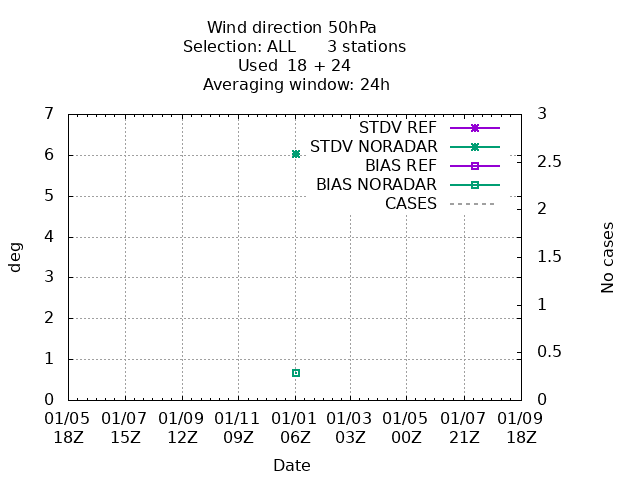 Wind direction 50hPa
Selection: ALL      3 stations
Used  18 + 24
Averaging window: 24h
7
6
5
4
3
2
1
0
deg
STDV REF
STDV NORADAR
BIAS REF
BIAS NORADAR
CASES
3
2.5
2
1.5
1
0.5
0
No cases
01/05 01/07 01/09 01/11 01/01 01/03 01/05 01/07 01/09
18Z 15Z 12Z 09Z 06Z 03Z 00Z 21Z 18Z
Date